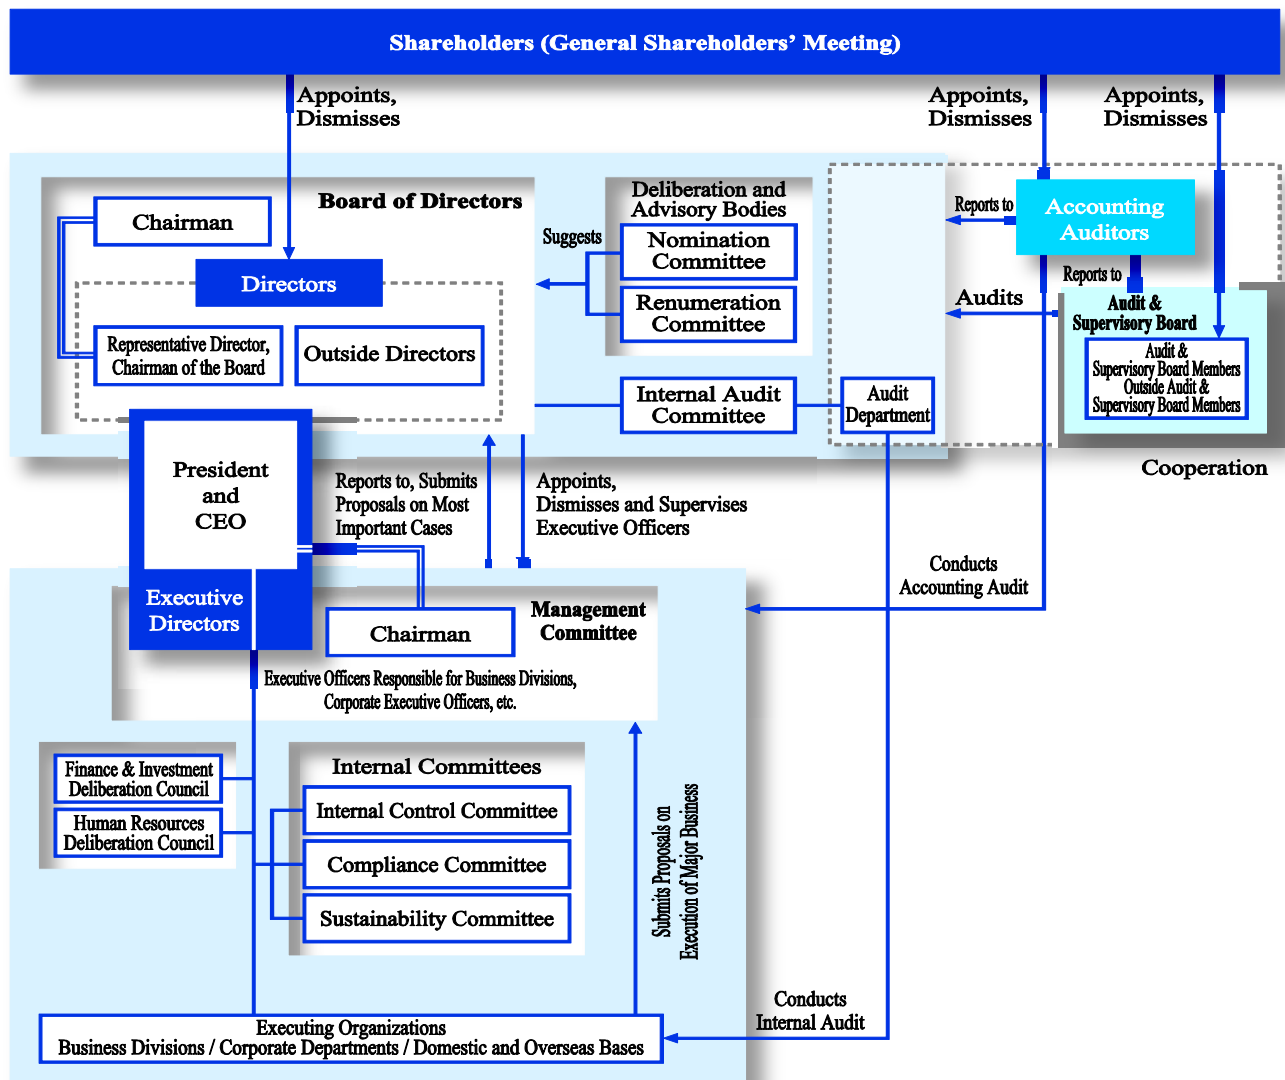 Shareholders (General Shareholders’ Meeting)
Appoints,
Dismisses
Appoints,
Dismisses
Appoints,
Dismisses
Board of Directors
Chairman
Directors
Representative Director,
Chairman of the Board
Outside Directors
Suggests
Deliberation and
Advisory Bodies
Nomination
Committee
Renumeration
Committee
Internal Audit
Committee
Audit
Department
Reports to
Accounting
Auditors
Reports to
Audits
Audit &
Supervisory Board
Audit &
Supervisory Board Members
Outside Audit &
Supervisory Board Members
Cooperation
President
and
CEO
Executive
Directors
Reports to, Submits
Proposals on Most
Important Cases
Appoints,
Dismisses and Supervises
Executive Officers
Conducts
Accounting Audit
Management
Committee
Chairman
Executive Officers Responsible for Business Divisions,
Corporate Executive Officers, etc.
Finance & Investment
Deliberation Council
Human Resources
Deliberation Council
Internal Committees
Internal Control Committee
Compliance Committee
Sustainability Committee
Submits Proposals on
Execution of Major Business
Conducts
Internal Audit
Executing Organizations
Business Divisions / Corporate Departments / Domestic and Overseas Bases